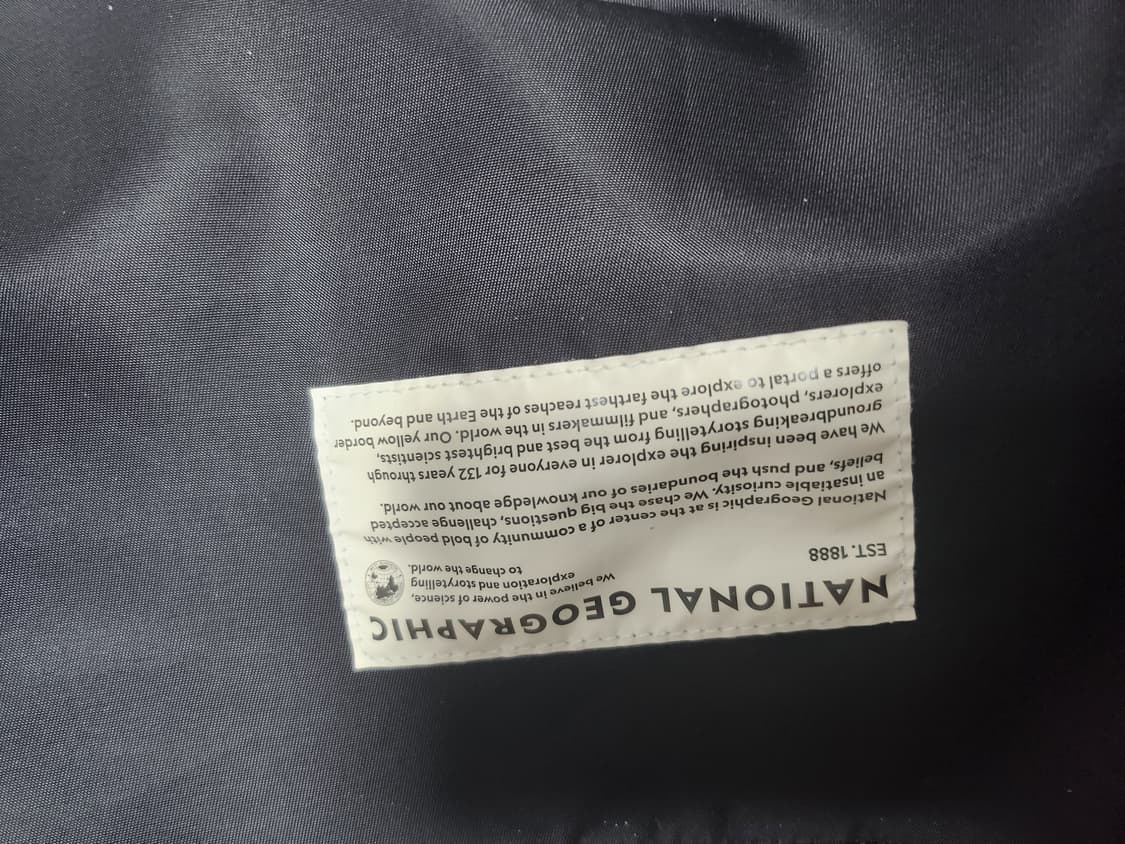 NATIONAL GEOGRAPHIC
EST. 1888
We believe in the power of science,
exploration and storytelling
to change the world.
National Geographic is at the center of a community of bold people with
an insatiable curiosity. We chase the big questions, challenge accepted
beliefs, and push the boundaries of our knowledge about our world.
We have been inspiring the explorer in everyone for 132 years through
groundbreaking storytelling from the best and brightest scientists,
explorers, photographers, and filmmakers in the world. Our yellow border
offers a portal to explore the farthest reaches of the Earth and beyond.